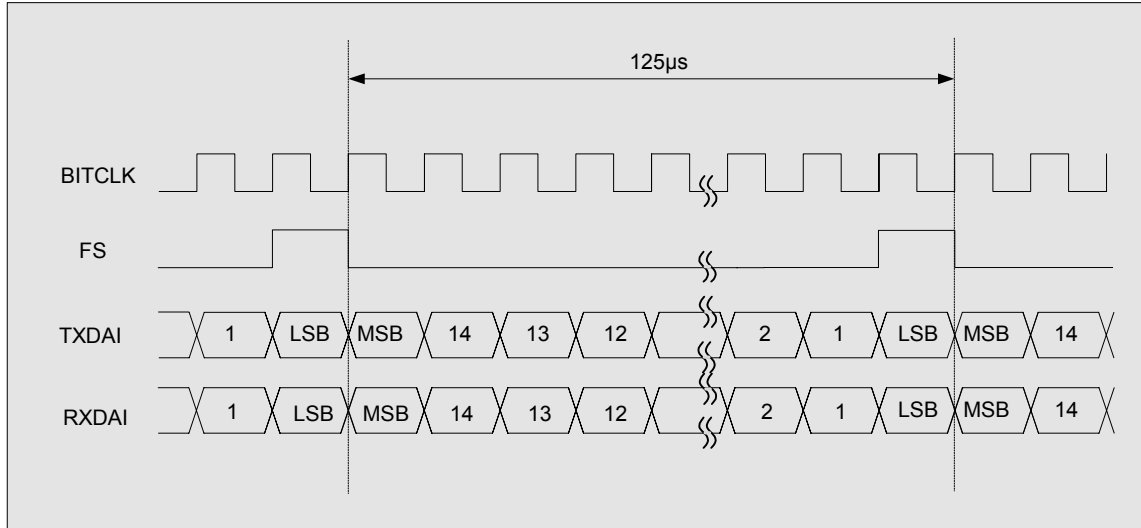 125µs
BITCLK
FS
TXDAI 1 LSB MSB 14 13 12 2 1 LSB MSB 14
RXDAI 1 LSB MSB 14 13 12 2 1 LSB MSB 14